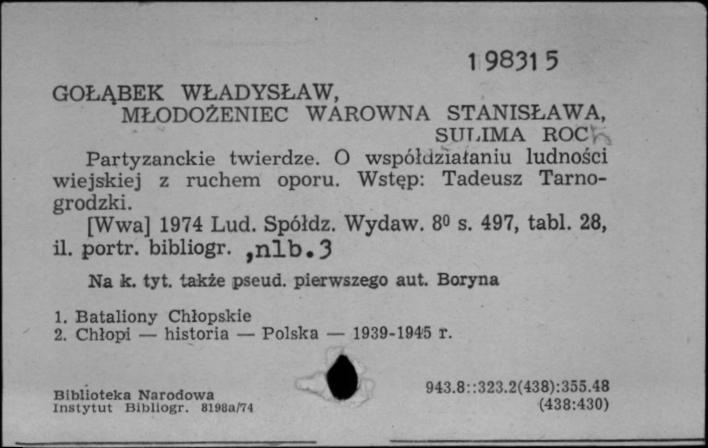 198315
GOŁĄBEK WŁADYSŁAW,
MŁODOŻENIEC WAROWNA STANISŁAWA,
SULIMA ROCH
Partyzanckie twierdze. O współdziałaniu ludności
wiejskiej z ruchem oporu. Wstęp: Tadeusz Tarno-
grodzki.
[Wwa] 1974 Lud. Spółdz. Wydaw. 8⁰ s. 497, tabl. 28,
il. portr. bibliogr. ,nlb.3
Na k. tyt. także pseud. pierwszego aut. Boryna
1. Bataliony Chłopskie
2. Chłopi — historia — Polska — 1939-1945 r.
943.8::323.2(438):355.48
(438:430)
Biblioteka Narodowa
Instytut Bibliogr. 8198a/74